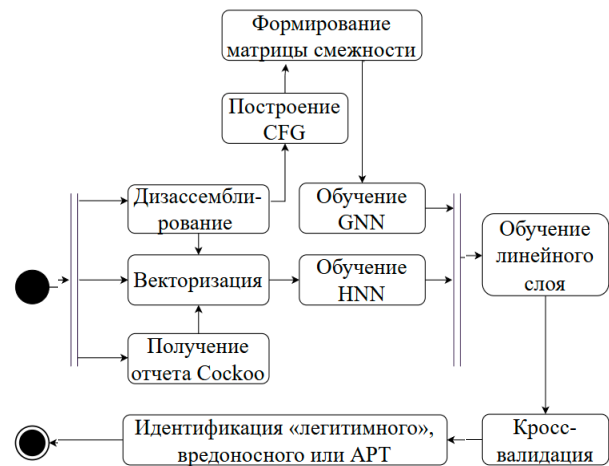 Формирование
матрицы смежности
Построение
CFG
Дизассембли-
рование
Обучение
GNN
Векторизация
Обучение
HNN
Обучение
линейного
слоя
Получение
отчета Cockoo
Идентификация «легитимного»,
вредоносного или APT
Кросс-
валидация